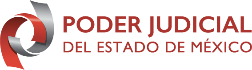 PODER JUDICIAL
DEL ESTADO DE MÉXICO